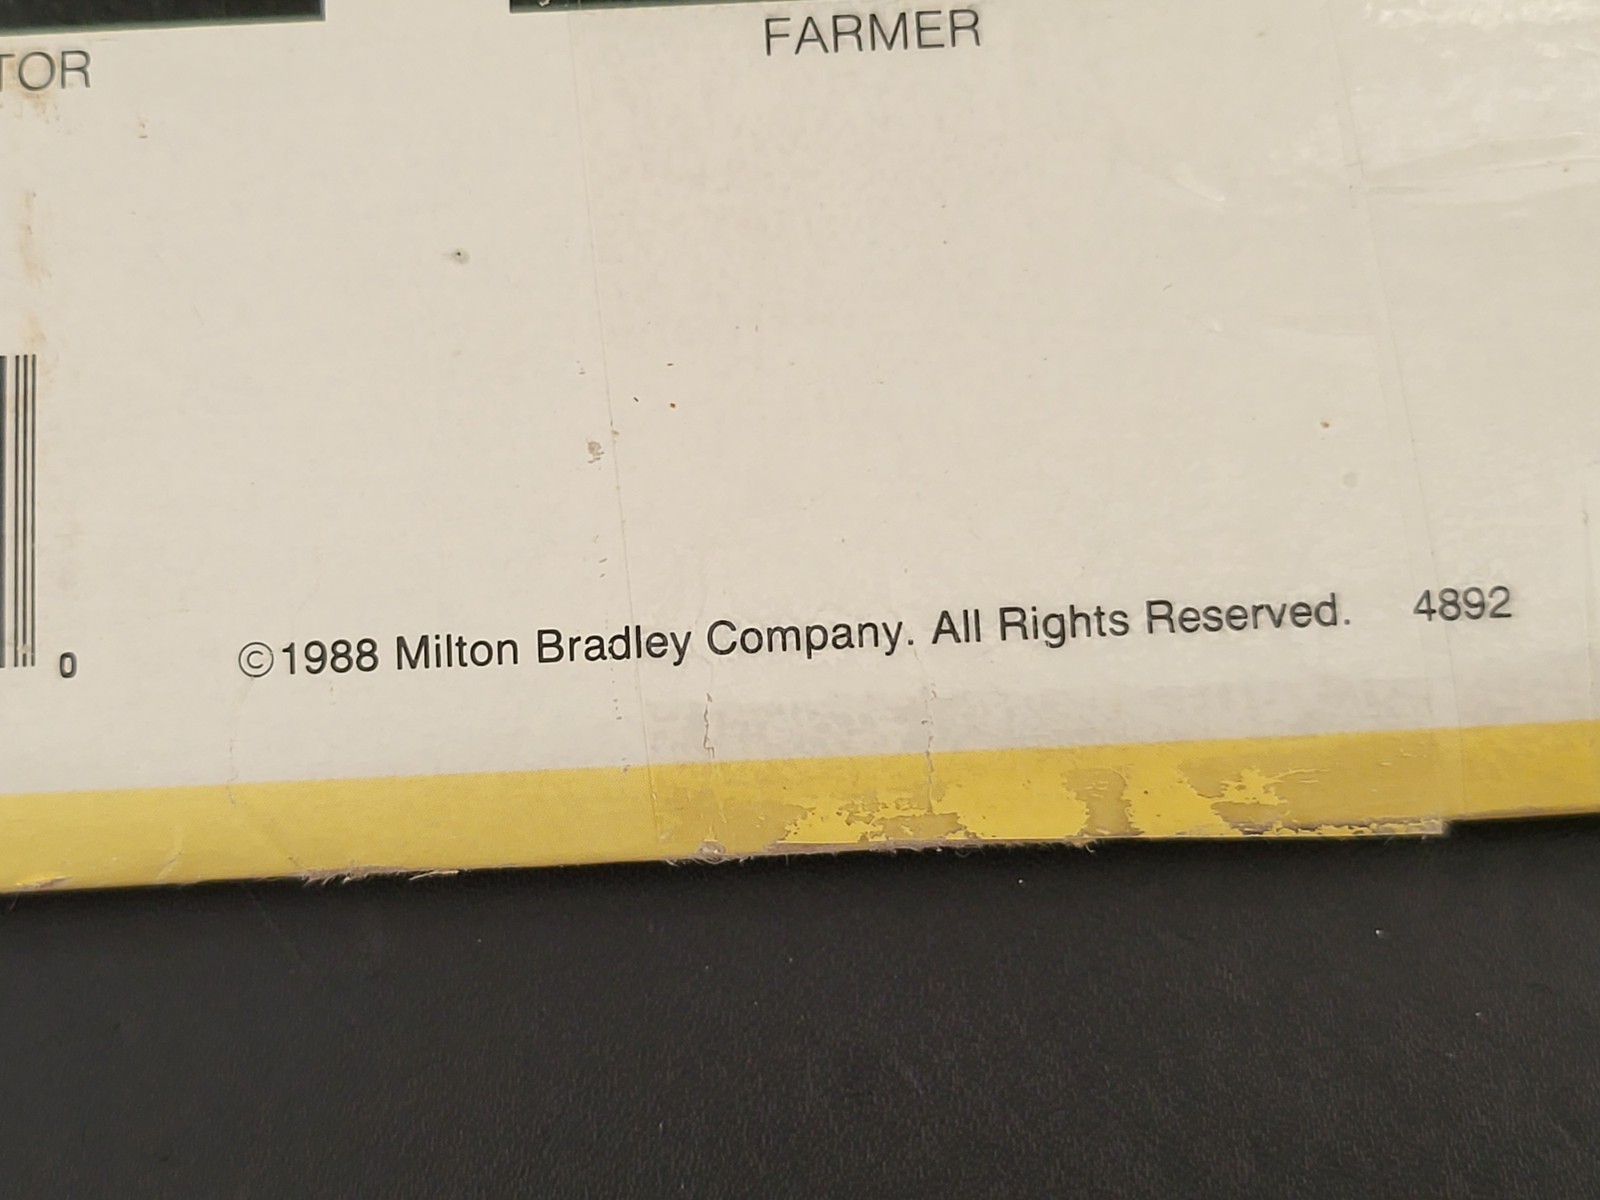 FARMER
TOR
0
©1988 Milton Bradley Company. All Rights Reserved. 4892